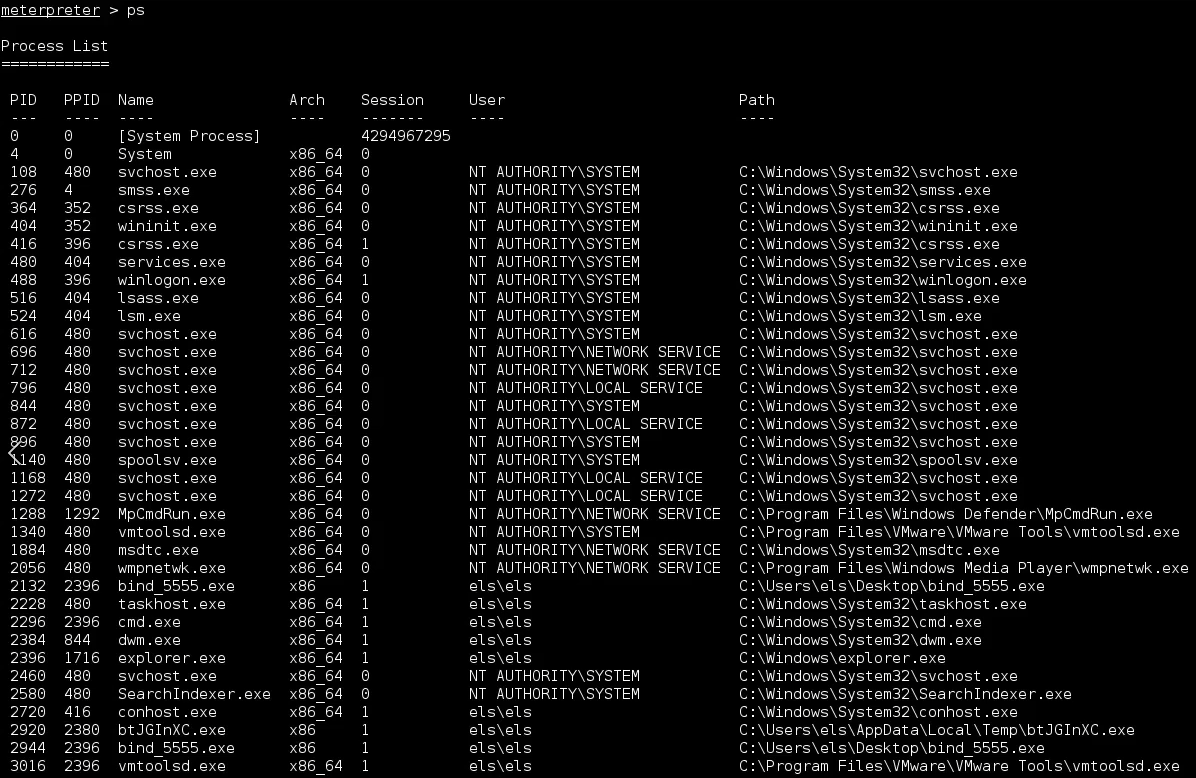 meterpreter > ps
Process List
============
PID PPID Name Arch Session User Path
--- ---- ---- ---- ------- ---- ----
0 0 [System Process] 4294967295
4 0 System x86_64 0
108 480 svchost.exe x86_64 0 NT AUTHORITY\SYSTEM C:\Windows\System32\svchost.exe
276 4 smss.exe x86_64 0 NT AUTHORITY\SYSTEM C:\Windows\System32\smss.exe
364 352 csrss.exe x86_64 0 NT AUTHORITY\SYSTEM C:\Windows\System32\csrss.exe
404 352 wininit.exe x86_64 0 NT AUTHORITY\SYSTEM C:\Windows\System32\wininit.exe
416 396 csrss.exe x86_64 1 NT AUTHORITY\SYSTEM C:\Windows\System32\csrss.exe
480 404 services.exe x86_64 0 NT AUTHORITY\SYSTEM C:\Windows\System32\services.exe
488 396 winlogon.exe x86_64 1 NT AUTHORITY\SYSTEM C:\Windows\System32\winlogon.exe
516 404 lsass.exe x86_64 0 NT AUTHORITY\SYSTEM C:\Windows\System32\lsass.exe
524 404 lsm.exe x86_64 0 NT AUTHORITY\SYSTEM C:\Windows\System32\lsm.exe
616 480 svchost.exe x86_64 0 NT AUTHORITY\SYSTEM C:\Windows\System32\svchost.exe
696 480 svchost.exe x86_64 0 NT AUTHORITY\NETWORK SERVICE C:\Windows\System32\svchost.exe
712 480 svchost.exe x86_64 0 NT AUTHORITY\NETWORK SERVICE C:\Windows\System32\svchost.exe
796 480 svchost.exe x86_64 0 NT AUTHORITY\LOCAL SERVICE C:\Windows\System32\svchost.exe
844 480 svchost.exe x86_64 0 NT AUTHORITY\SYSTEM C:\Windows\System32\svchost.exe
872 480 svchost.exe x86_64 0 NT AUTHORITY\LOCAL SERVICE C:\Windows\System32\svchost.exe
896 480 svchost.exe x86_64 0 NT AUTHORITY\SYSTEM C:\Windows\System32\svchost.exe
1140 480 spoolsv.exe x86_64 0 NT AUTHORITY\SYSTEM C:\Windows\System32\spoolsv.exe
1168 480 svchost.exe x86_64 0 NT AUTHORITY\LOCAL SERVICE C:\Windows\System32\svchost.exe
1272 480 svchost.exe x86_64 0 NT AUTHORITY\LOCAL SERVICE C:\Windows\System32\svchost.exe
1288 1292 MpCmdRun.exe x86_64 0 NT AUTHORITY\NETWORK SERVICE C:\Program Files\Windows Defender\MpCmdRun.exe
1340 480 vmtoolsd.exe x86_64 0 NT AUTHORITY\SYSTEM C:\Program Files\VMware\VMware Tools\vmtoolsd.exe
1884 480 msdtc.exe x86_64 0 NT AUTHORITY\NETWORK SERVICE C:\Windows\System32\msdtc.exe
2056 480 wmpnetwk.exe x86_64 0 NT AUTHORITY\NETWORK SERVICE C:\Program Files\Windows Media Player\wmpnetwk.exe
2132 2396 bind_5555.exe x86 1 els\els C:\Users\els\Desktop\bind_5555.exe
2228 480 taskhost.exe x86_64 1 els\els C:\Windows\System32\taskhost.exe
2296 2396 cmd.exe x86_64 1 els\els C:\Windows\System32\cmd.exe
2384 844 dwm.exe x86_64 1 els\els C:\Windows\System32\dwm.exe
2396 1716 explorer.exe x86_64 1 els\els C:\Windows\explorer.exe
2460 480 svchost.exe x86_64 0 NT AUTHORITY\SYSTEM C:\Windows\System32\svchost.exe
2580 480 SearchIndexer.exe x86_64 0 NT AUTHORITY\SYSTEM C:\Windows\System32\SearchIndexer.exe
2720 416 conhost.exe x86_64 1 els\els C:\Windows\System32\conhost.exe
2920 2380 btJGInXC.exe x86 1 els\els C:\Users\els\AppData\Local\Temp\btJGInXC.exe
2944 2396 bind_5555.exe x86 1 els\els C:\Users\els\Desktop\bind_5555.exe
3016 2396 vmtoolsd.exe x86_64 1 els\els C:\Program Files\VMware\VMware Tools\vmtoolsd.exe